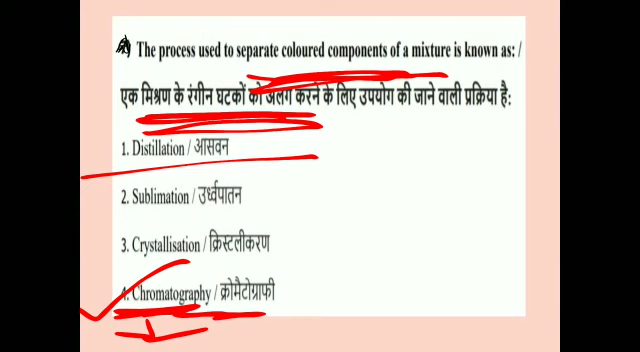 The process used to separate coloured components of a mixture is known as: /
एक मिश्रण के रंगीन घटकों को अलग करने के लिए उपयोग की जाने वाली प्रक्रिया है:
1. Distillation / आसवन
2. Sublimation / उर्ध्वपातन
3. Crystallisation / क्रिस्टलीकरण
4. Chromatography / क्रोमैटोग्राफी